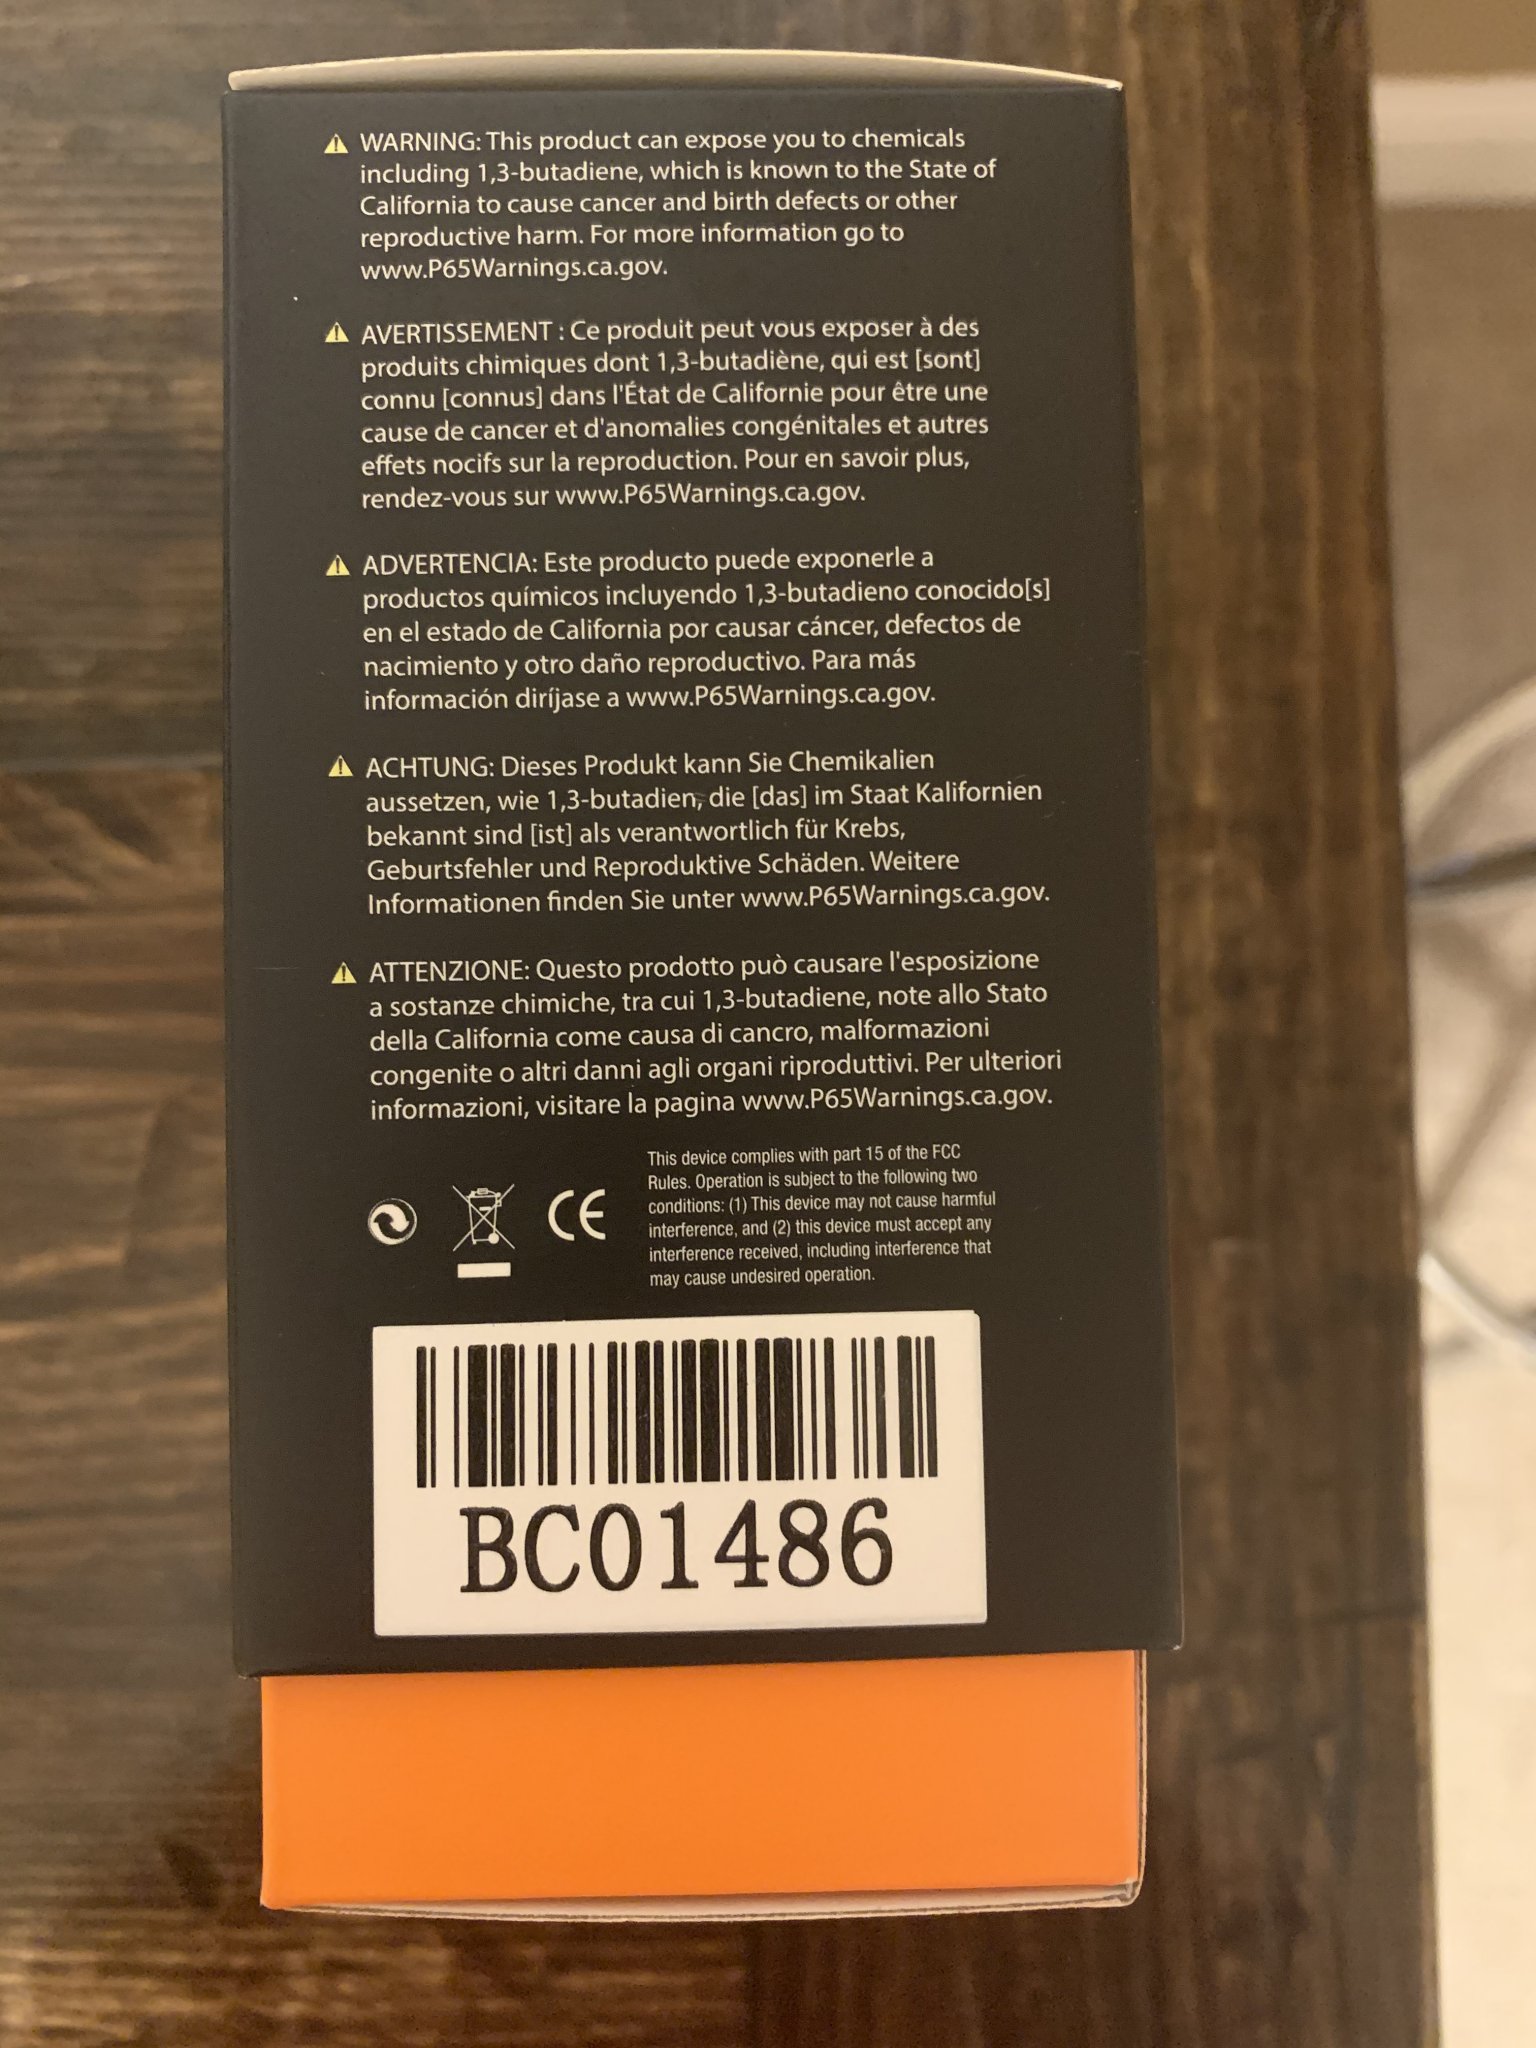 WARNING: This product can expose you to chemicals
including 1,3-butadiene, which is known to the State of
California to cause cancer and birth defects or other
reproductive harm. For more information go to
www.P65Warnings.ca.gov.
AVERTISSEMENT : Ce produit peut vous exposer à des
produits chimiques dont 1,3-butadiène, qui est [sont]
connu [connus] dans l'État de Californie pour être une
cause de cancer et d'anomalies congénitales et autres
effets nocifs sur la reproduction. Pour en savoir plus,
rendez-vous sur www.P65Warnings.ca.gov.
ADVERTENCIA: Este producto puede exponerle a
productos químicos incluyendo 1,3-butadieno conocido[s]
en el estado de California por causar cáncer, defectos de
nacimiento y otro daño reproductivo. Para más
información diríjase a www.P65Warnings.ca.gov.
ACHTUNG: Dieses Produkt kann Sie Chemikalien
aussetzen, wie 1,3-butadien, die [das] im Staat Kalifornien
bekannt sind [ist] als verantwortlich für Krebs,
Geburtsfehler und Reproduktive Schäden. Weitere
Informationen finden Sie unter www.P65Warnings.ca.gov.
ATTENZIONE: Questo prodotto può causare l'esposizione
a sostanze chimiche, tra cui 1,3-butadiene, note allo Stato
della California come causa di cancro, malformazioni
congenite o altri danni agli organi riproduttivi. Per ulteriori
informazioni, visitare la pagina www.P65Warnings.ca.gov.
CE
This device complies with part 15 of the FCC
Rules. Operation is subject to the following two
conditions: (1) This device may not cause harmful
interference, and (2) this device must accept any
interference received, including interference that
may cause undesired operation.
BC01486